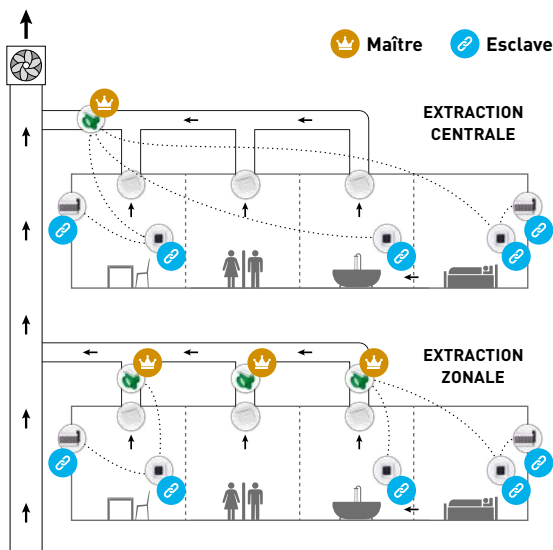 Maître
Esclave
EXTRACTION
CENTRALE
EXTRACTION
ZONALE